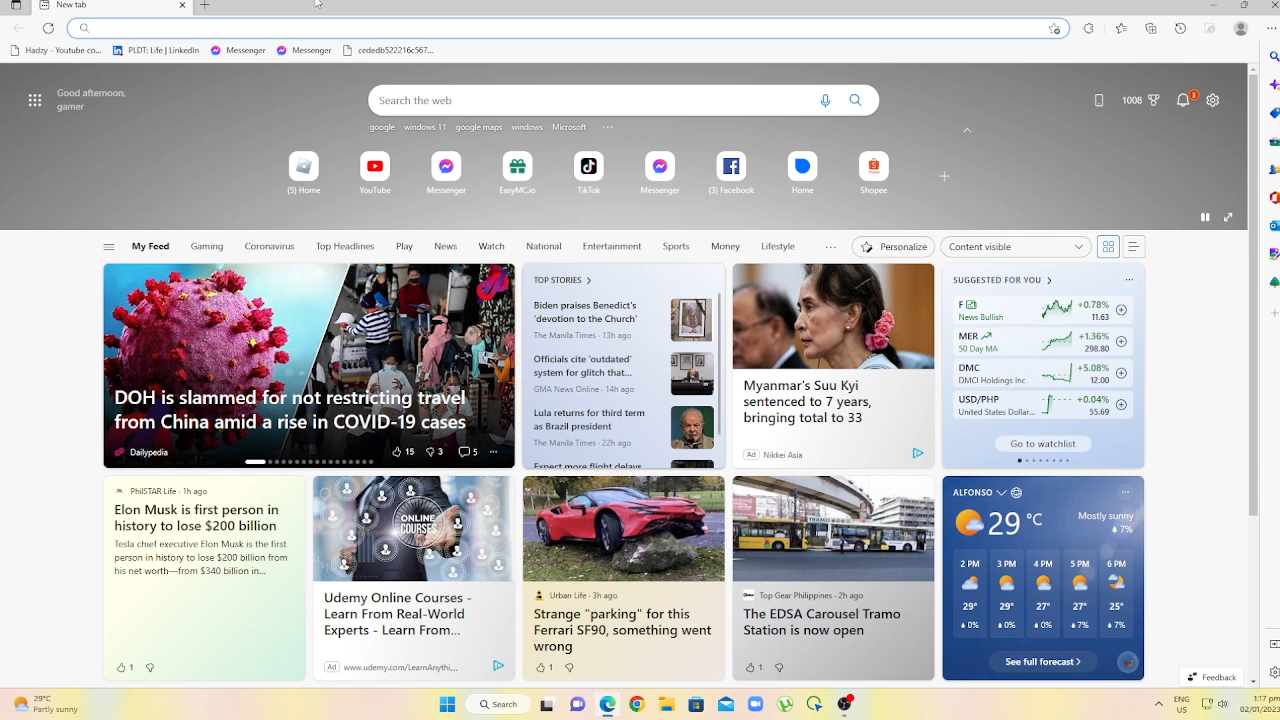 New tab
Hadzy - Youtube co...
PLDT: Life | LinkedIn
Messenger
Messenger
cededb522216c567...
Good afternoon,
gamer
Search the web
1008
3
google
windows 11
google maps
windows
Microsoft
(5) Home
YouTube
Messenger
EasyMC.io
TikTok
Messenger
(3) Facebook
Home
Shopee
My Feed
Gaming
Coronavirus
Top Headlines
Play
News
Watch
National
Entertainment
Sports
Money
Lifestyle
Personalize
Content visible
DOH is slammed for not restricting travel
from China amid a rise in COVID-19 cases
Dailypedia
15
3
5
TOP STORIES
Biden praises Benedict's
'devotion to the Church'
The Manila Times · 13h ago
Officials cite 'outdated'
system for glitch that...
GMA News Online · 14h ago
Lula returns for third term
as Brazil president
The Manila Times · 22h ago
Expect more flight delays
Myanmar's Suu Kyi
sentenced to 7 years,
bringing total to 33
Ad
Nikkei Asia
SUGGESTED FOR YOU
F
+0.78%
News Bullish
11.63
MER
+1.36%
50 Day MA
298.80
DMC
+5.08%
DMCI Holdings Inc
12.00
USD/PHP
+0.04%
United States Dollar...
55.69
Go to watchlist
PhilSTAR Life · 1h ago
Elon Musk is first person in
history to lose $200 billion
Tesla chief executive Elon Musk is the first
person in history to lose $200 billion from
his net worth—from $340 billion in...
1
ONLINE
COURSES
Udemy Online Courses -
Learn From Real-World
Experts - Learn From...
Ad
www.udemy.com/LearnAnythi...
Urban Life · 3h ago
Strange "parking" for this
Ferrari SF90, something went
wrong
1
TRAMO
Top Gear Philippines · 2h ago
The EDSA Carousel Tramo
Station is now open
1
ALFONSO
29 °C
Mostly sunny
7%
2 PM
3 PM
4 PM
5 PM
6 PM
29°
29°
27°
27°
25°
0%
0%
0%
7%
7%
See full forecast
Feedback
29°C
Partly sunny
Search
ENG
US
1:17 PM
02/01/2023